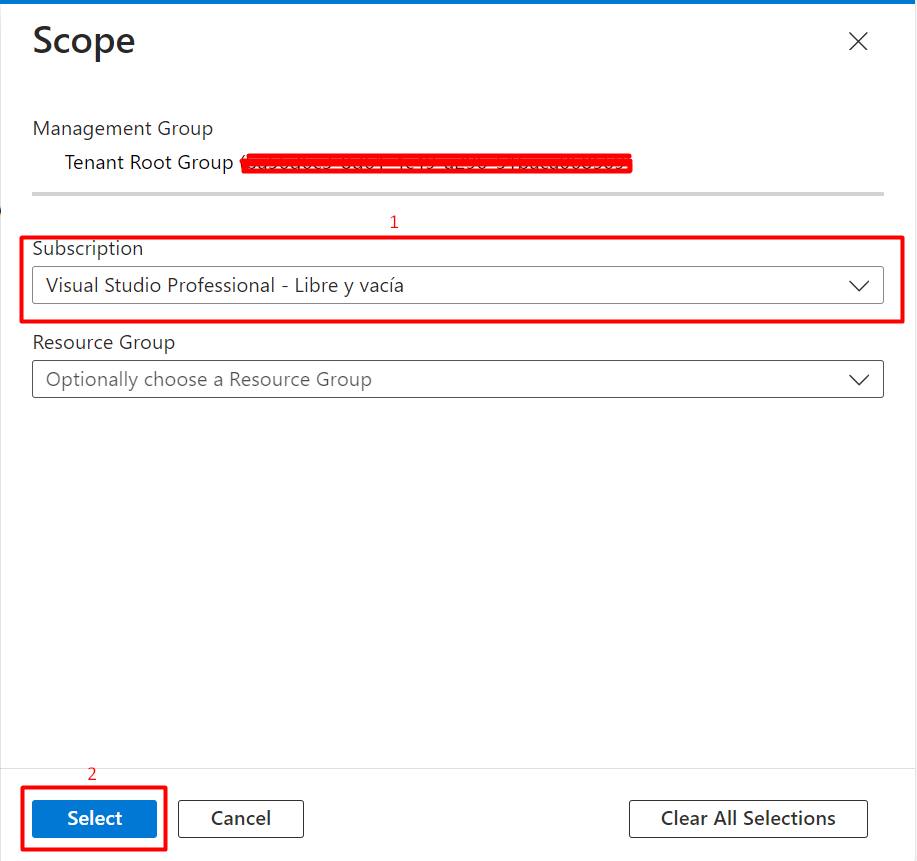 Scope
Management Group
Tenant Root Group
1
Subscription
Visual Studio Professional - Libre y vacía
Resource Group
Optionally choose a Resource Group
2
Select
Cancel
Clear All Selections